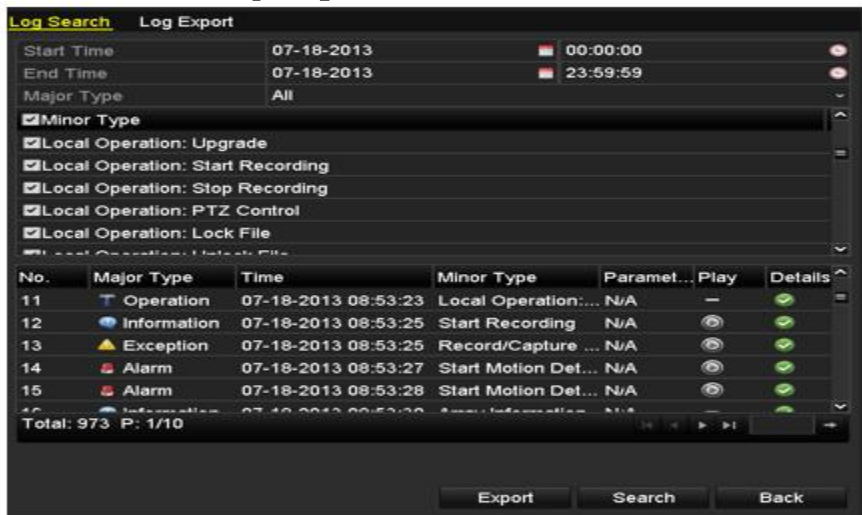 Log Search Log Export
Start Time 07-18-2013 00:00:00
End Time 07-18-2013 23:59:59
Major Type All
Minor Type
Local Operation: Upgrade
Local Operation: Start Recording
Local Operation: Stop Recording
Local Operation: PTZ Control
Local Operation: Lock File
No. Major Type Time Minor Type Paramet... Play Details
11 Operation 07-18-2013 08:53:23 Local Operation:... N/A —
12 Information 07-18-2013 08:53:25 Start Recording N/A
13 Exception 07-18-2013 08:53:25 Record/Capture ... N/A
14 Alarm 07-18-2013 08:53:27 Start Motion Det... N/A
15 Alarm 07-18-2013 08:53:28 Start Motion Det... N/A
Total: 973 P: 1/10
Export Search Back